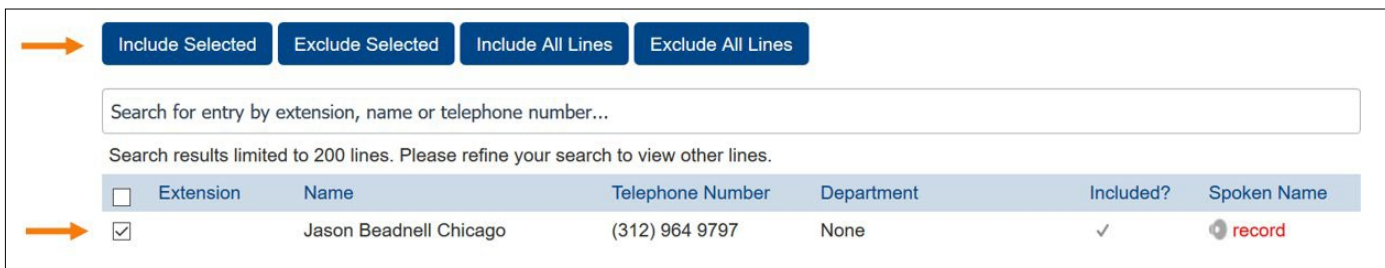 Include Selected Exclude Selected Include All Lines Exclude All Lines
Search for entry by extension, name or telephone number...
Search results limited to 200 lines. Please refine your search to view other lines.
Extension Name Telephone Number Department Included? Spoken Name
Jason Beadnell Chicago (312) 964 9797 None record